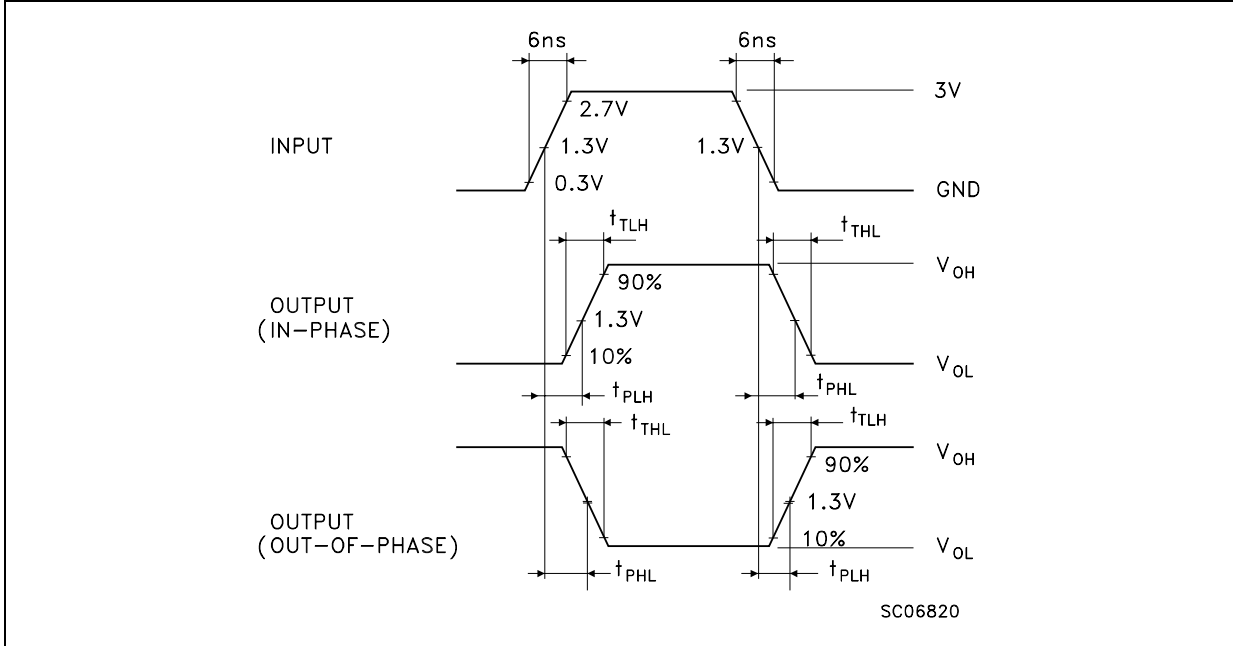 6ns 6ns
3V
2.7V
INPUT 1.3V 1.3V
0.3V GND
tTLH tTHL
VOH
90%
OUTPUT
(IN-PHASE) 1.3V
10% VOL
tPLH tPHL
tTHL tTLH
VOH
90%
1.3V
OUTPUT
(OUT-OF-PHASE) 10% VOL
tPHL tPLH
SC06820